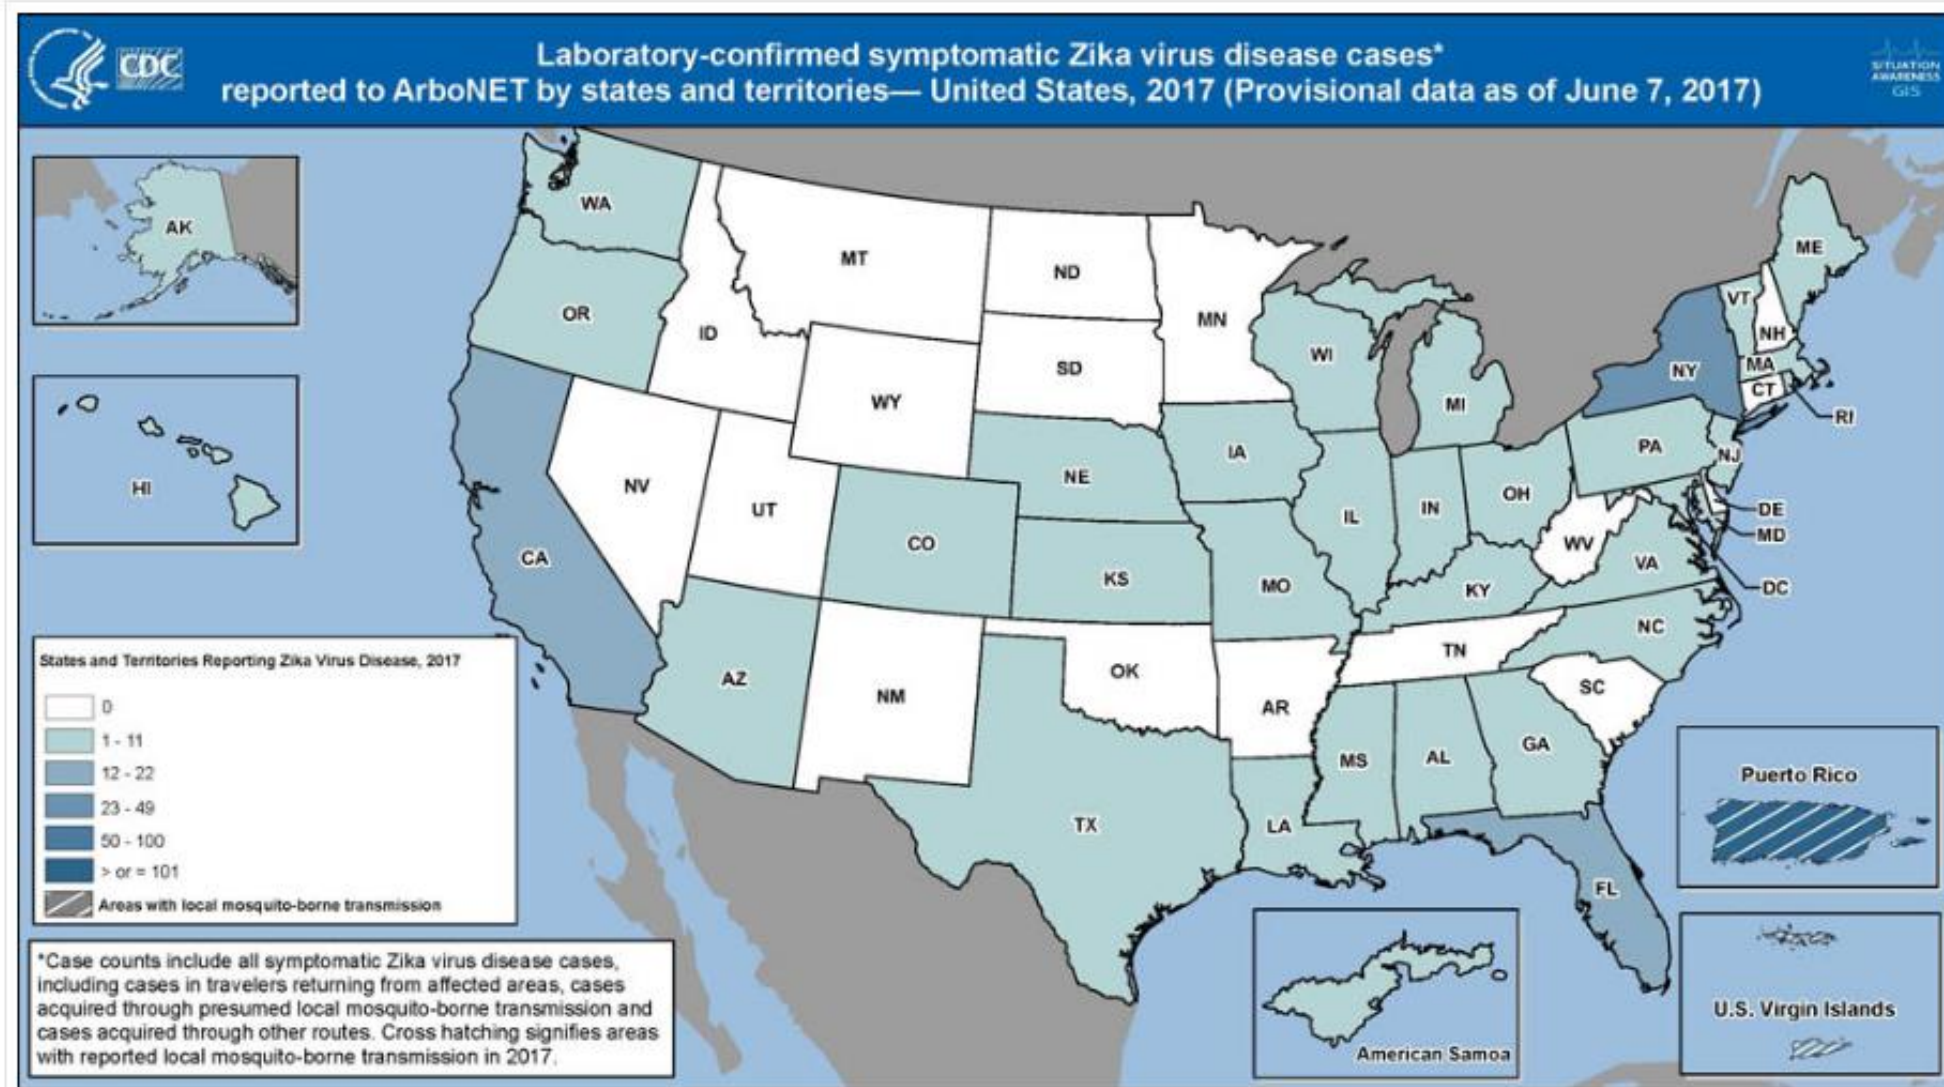 CDC
Laboratory-confirmed symptomatic Zika virus disease cases*
reported to ArboNET by states and territories— United States, 2017 (Provisional data as of June 7, 2017)
SITUATION
AWARENESS
GIS
AK
HI
WA
OR
CA
ID
NV
MT
WY
UT
AZ
CO
NM
ND
SD
NE
KS
OK
TX
MN
IA
MO
AR
LA
WI
IL
MI
IN
OH
KY
TN
MS
AL
GA
FL
SC
NC
VA
WV
PA
NY
VT
NH
ME
MA
CT
RI
NJ
DE
MD
DC
States and Territories Reporting Zika Virus Disease, 2017
0
1 - 11
12 - 22
23 - 49
50 - 100
> or = 101
Areas with local mosquito-borne transmission
*Case counts include all symptomatic Zika virus disease cases,
including cases in travelers returning from affected areas, cases
acquired through presumed local mosquito-borne transmission and
cases acquired through other routes. Cross hatching signifies areas
with reported local mosquito-borne transmission in 2017.
Puerto Rico
American Samoa
U.S. Virgin Islands